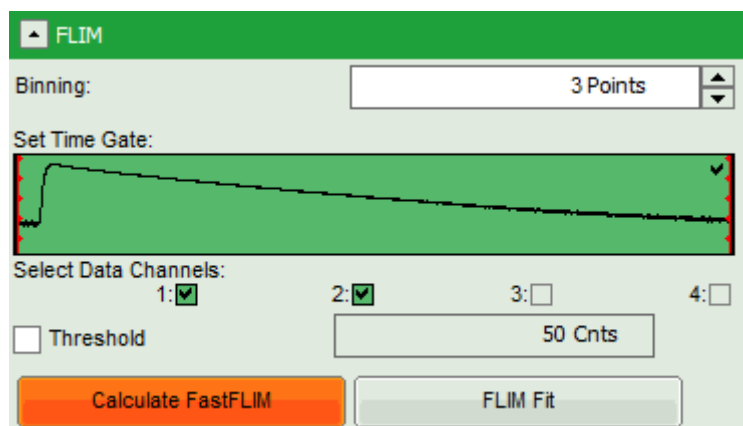 FLIM
Binning: 3 Points
Set Time Gate:
Select Data Channels:
1: 2: 3: 4:
Threshold 50 Cnts
Calculate FastFLIM FLIM Fit